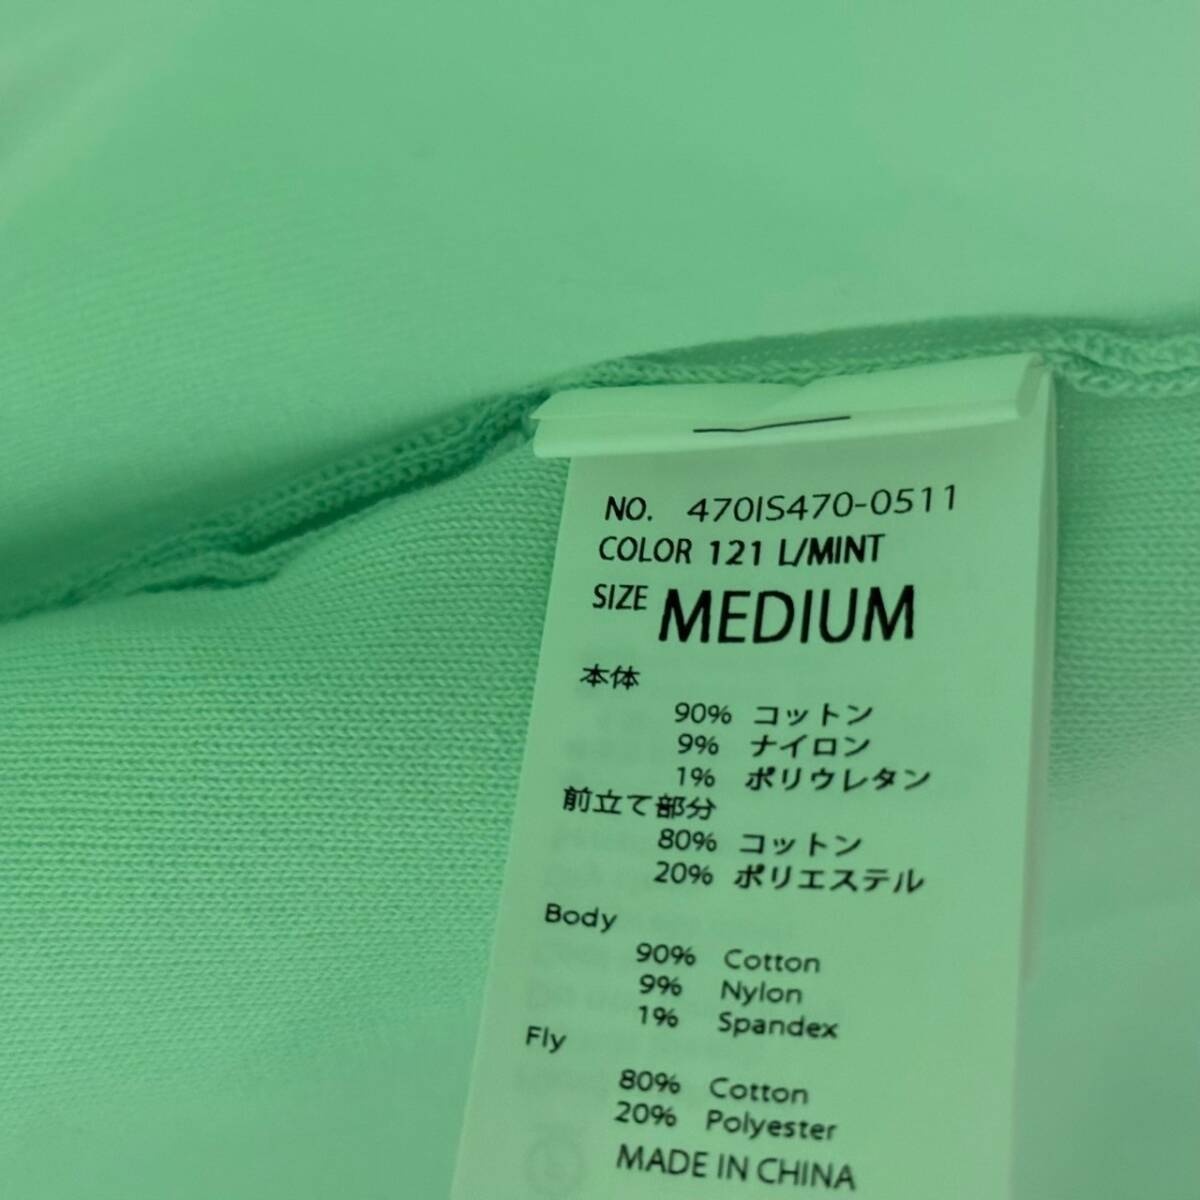 NO. 470IS470-0511
COLOR 121 L/MINT
SIZE MEDIUM
本体
90% コットン
9% ナイロン
1% ポリウレタン
前立て部分
80% コットン
20% ポリエステル
Body
90% Cotton
9% Nylon
1% Spandex
Fly
80% Cotton
20% Polyester
MADE IN CHINA